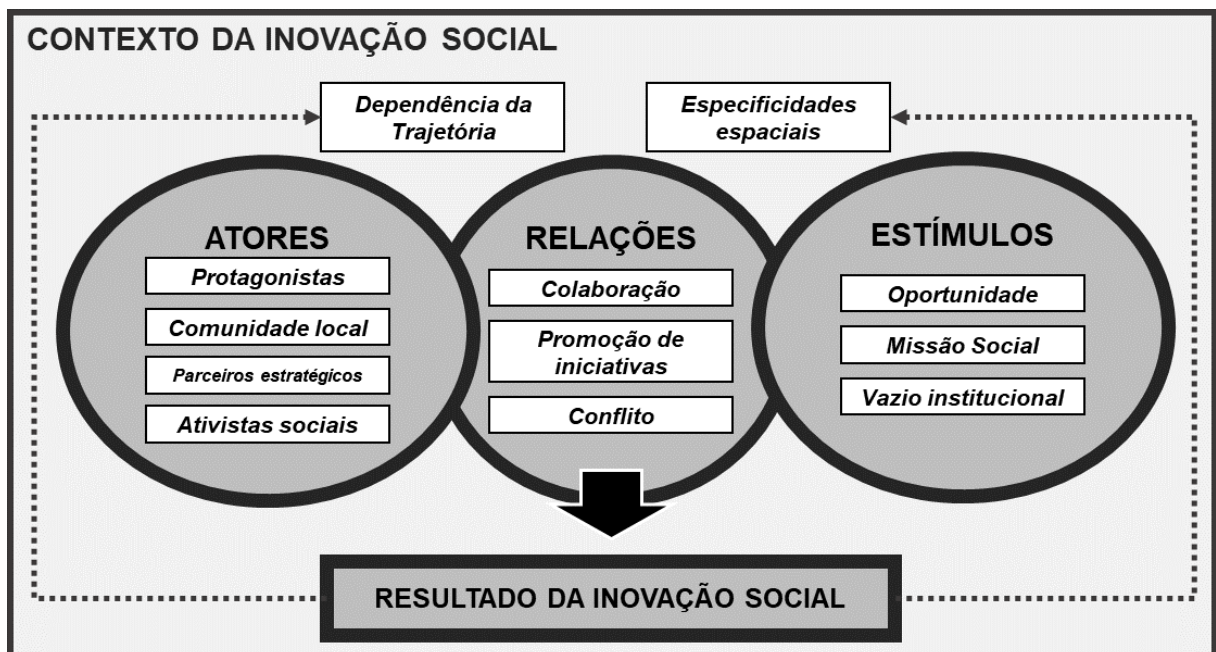 CONTEXTO DA INOVAÇÃO SOCIAL
Dependência da
Trajetória
Especificidades
espaciais
ATORES
Protagonistas
Comunidade local
Parceiros estratégicos
Ativistas sociais
RELAÇÕES
Colaboração
Promoção de
iniciativas
Conflito
ESTÍMULOS
Oportunidade
Missão Social
Vazio institucional
RESULTADO DA INOVAÇÃO SOCIAL